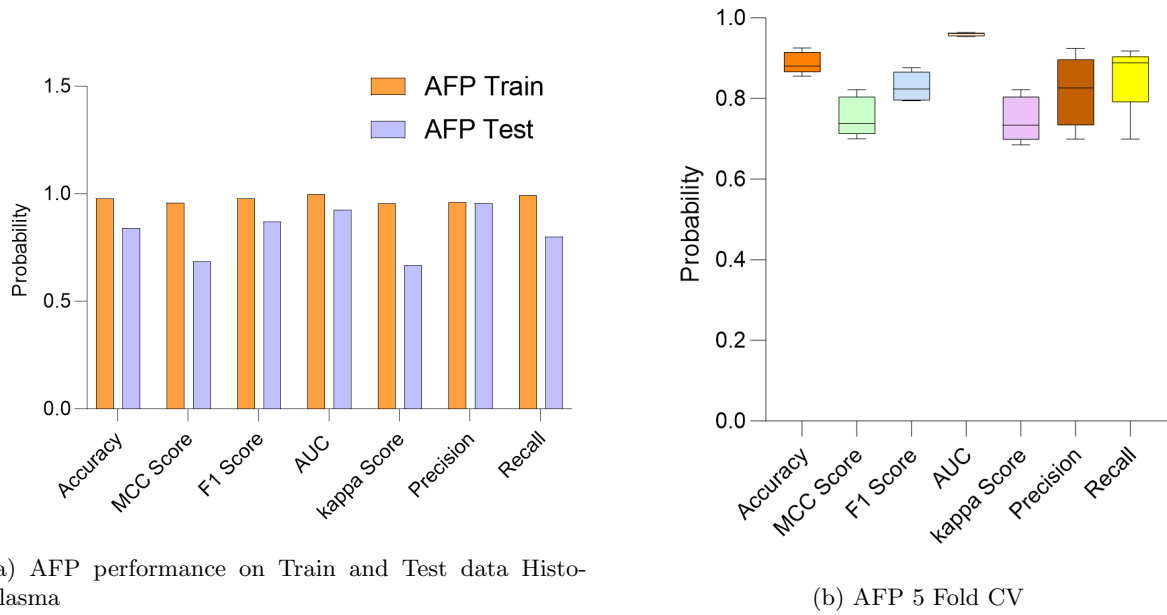 AFP Train
AFP Test
1.5
1.0
0.5
0.0
Probability
Accuracy
MCC Score
F1 Score
AUC
kappa Score
Precision
Recall
a) AFP performance on Train and Test data Histo-
lasma
1.0
0.8
0.6
0.4
0.2
0.0
Probability
Accuracy
MCC Score
F1 Score
AUC
kappa Score
Precision
Recall
(b) AFP 5 Fold CV